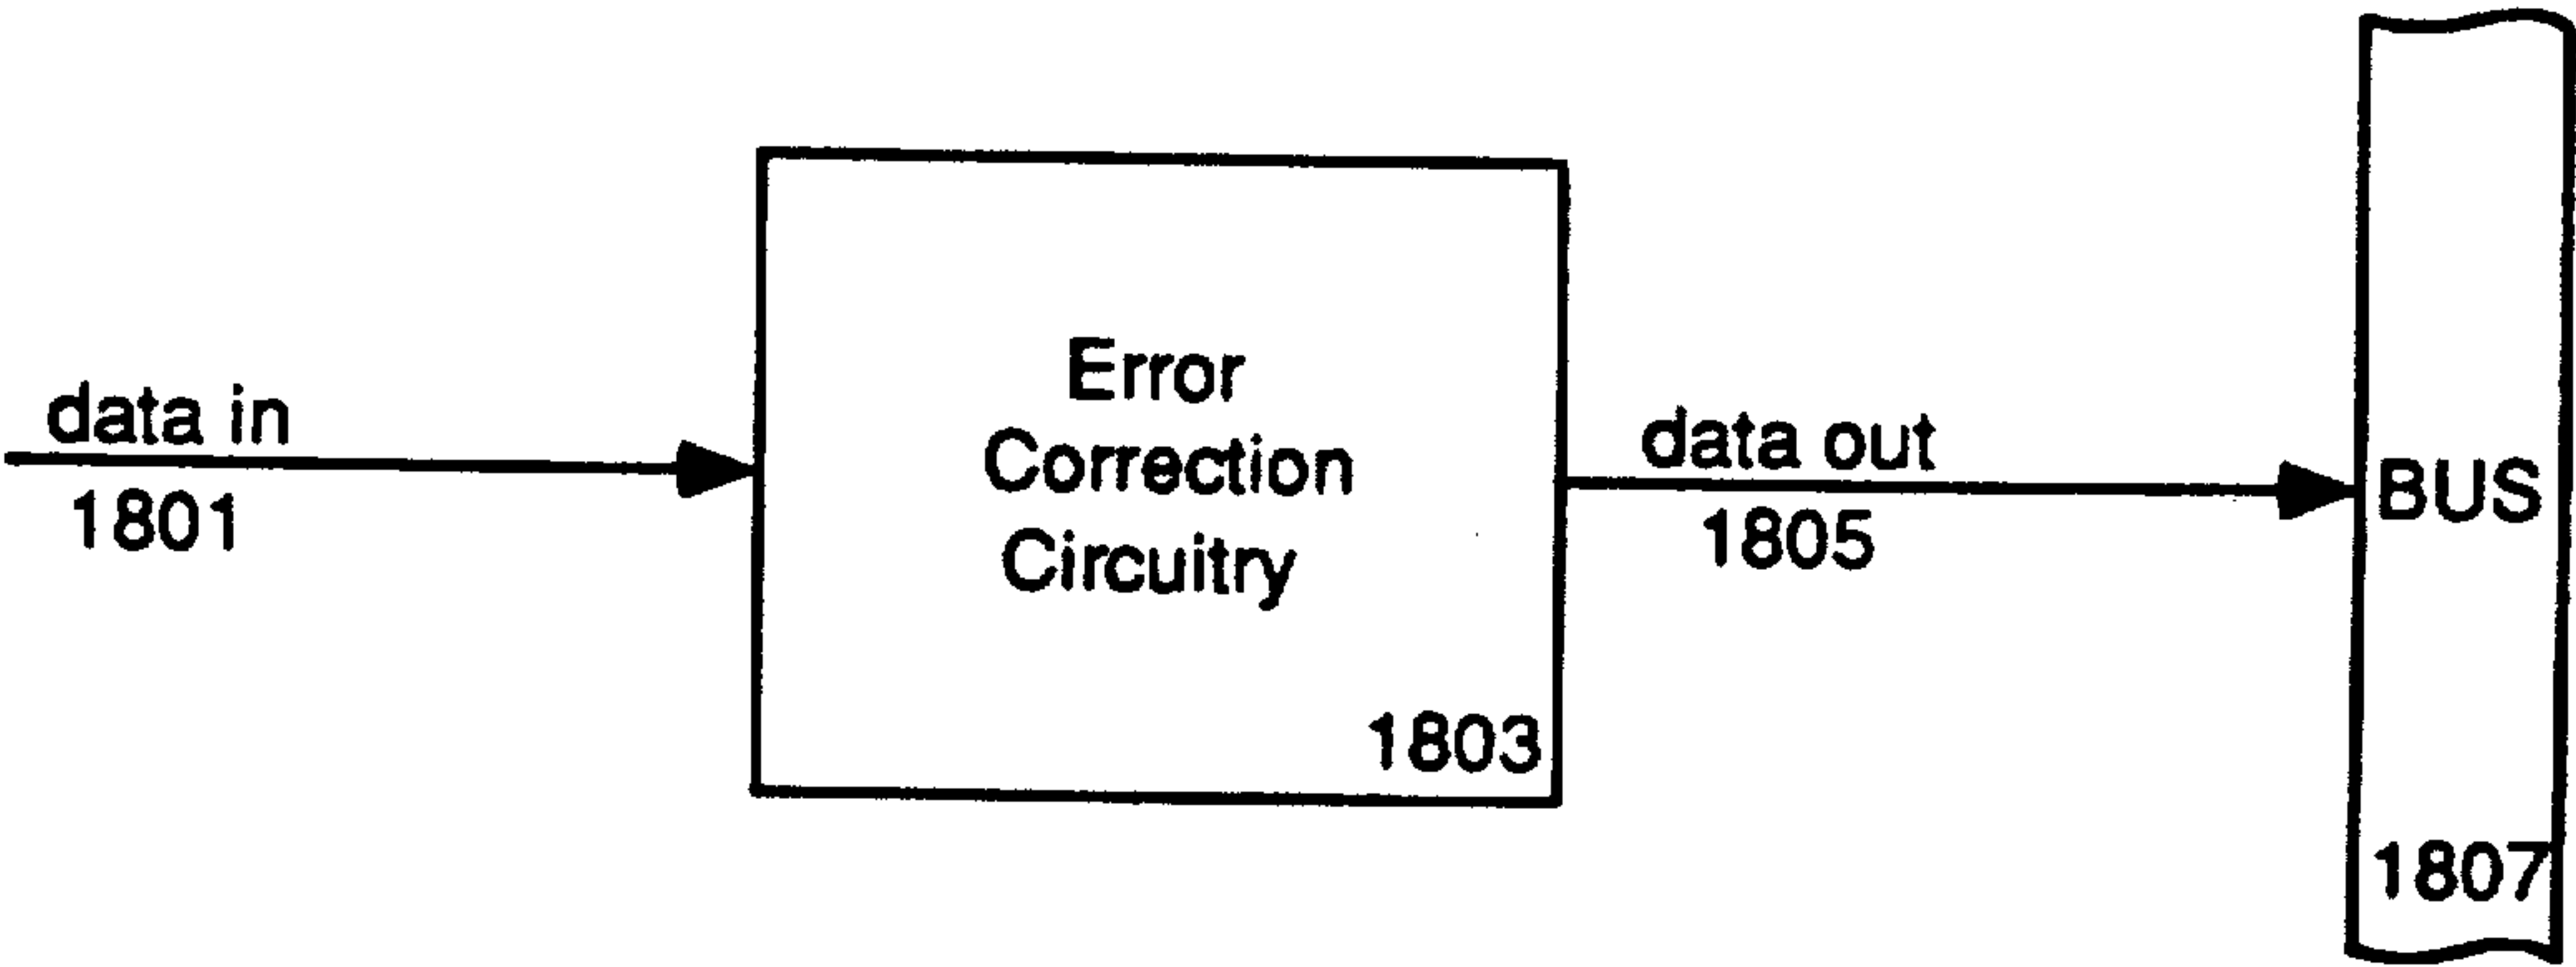 data in
1801
Error
Correction
Circuitry
1803
data out
1805
BUS
1807